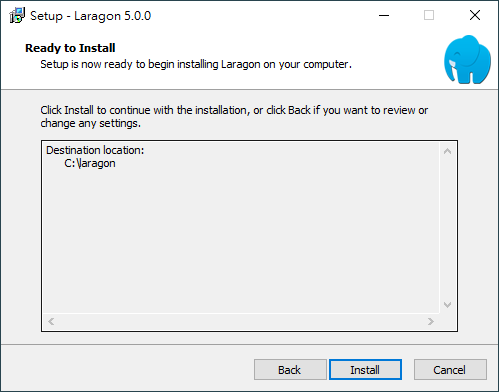 Setup - Laragon 5.0.0
Ready to Install
Setup is now ready to begin installing Laragon on your computer.
Click Install to continue with the installation, or click Back if you want to review or
change any settings.
Destination location:
C:\laragon
Back
Install
Cancel